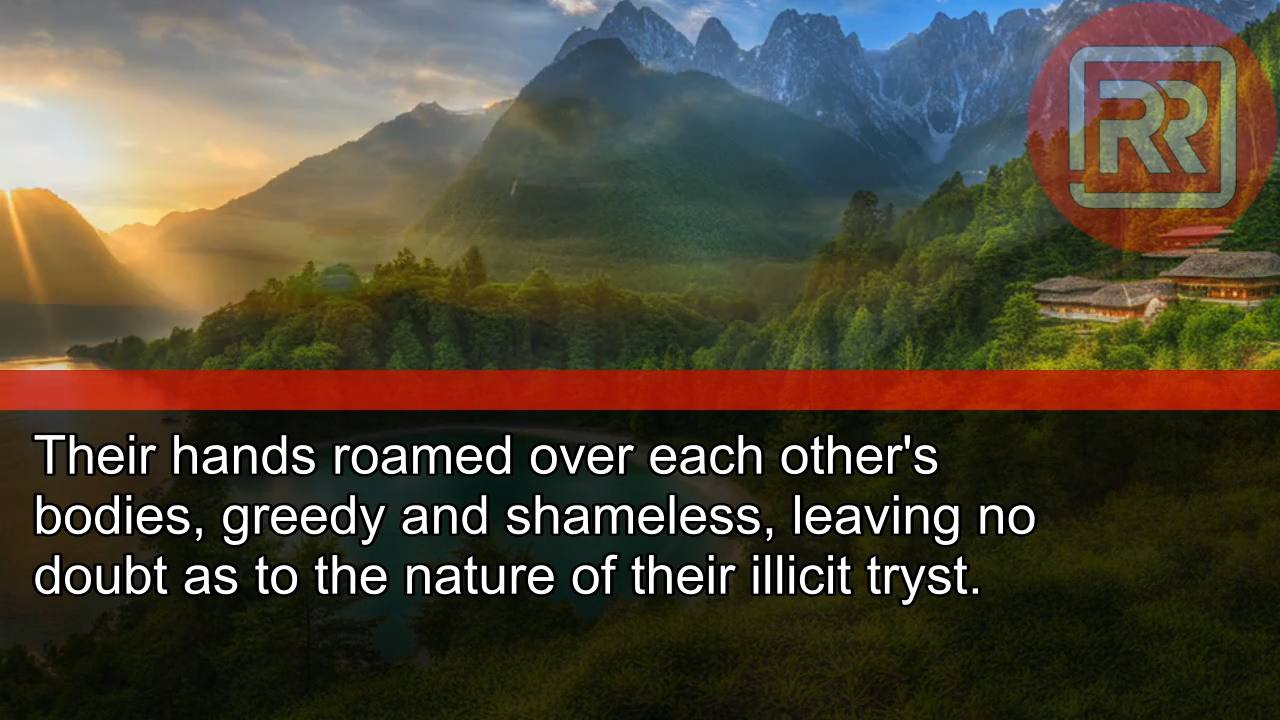 RR
Their hands roamed over each other's
bodies, greedy and shameless, leaving no
doubt as to the nature of their illicit tryst.